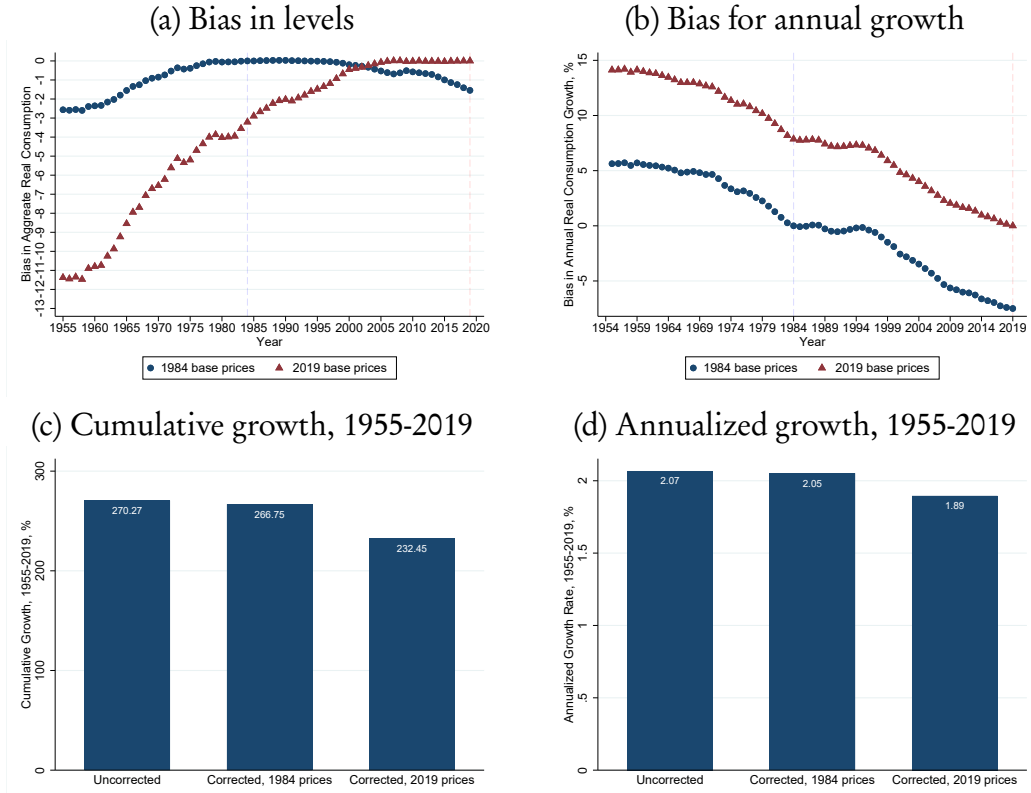 (a) Bias in levels
Bias in Aggreate Real Consumption
0
-1
-2
-3
-4
-5
-6
-7
-8
-9
-10
-11
-12
-13
1955 1960 1965 1970 1975 1980 1985 1990 1995 2000 2005 2010 2015 2020
Year
1984 base prices 2019 base prices
(b) Bias for annual growth
Bias in Annual Real Consumption Growth, %
15
10
5
0
-5
1954 1959 1964 1969 1974 1979 1984 1989 1994 1999 2004 2009 2014 2019
Year
1984 base prices 2019 base prices
(c) Cumulative growth, 1955-2019
Cumulative Growth, 1955-2019, %
300
200
100
0
270.27
266.75
232.45
Uncorrected Corrected, 1984 prices Corrected, 2019 prices
(d) Annualized growth, 1955-2019
Annualized Growth Rate, 1955-2019, %
2
1.5
1
.5
0
2.07
2.05
1.89
Uncorrected Corrected, 1984 prices Corrected, 2019 prices